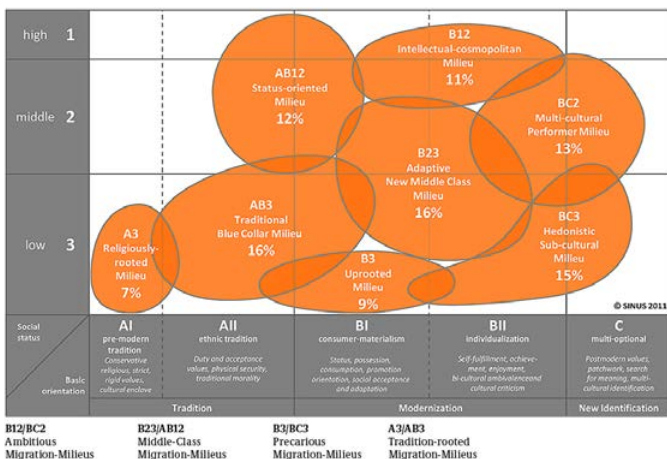 high 1
middle 2
low 3
B12
Intellectual-cosmopolitan
Milieu
11%
AB12
Status-oriented
Milieu
12%
BC2
Multi-cultural
Performer Milieu
13%
B23
Adaptive
New Middle Class
Milieu
16%
AB3
Traditional
Blue Collar Milieu
16%
A3
Religiously-
rooted
Milieu
7%
B3
Uprooted
Milieu
9%
BC3
Hedonistic
Sub-cultural
Milieu
15%
© SINUS 2011
Social
status
Basic
orientation
AI
pre-modern
tradition
Conservative
religious, strict,
rigid values,
cultural enclave
AII
ethnic tradition
Duty and acceptance
values, physical security,
traditional morality
BI
consumer-materialism
Status, possession,
consumption, promotion
orientation, social acceptance
and adaptation
BII
individualization
Self-fulfillment, achieve-
ment, enjoyment,
bi-cultural ambivalenceand
cultural criticism
C
multi-optional
Postmodern values,
patchwork, search
for meaning, multi-
cultural identification
Tradition
Modernization
New Identification
B12/BC2
Ambitious
Migration-Milieus
B23/AB12
Middle-Class
Migration-Milieus
B3/BC3
Precarious
Migration-Milieus
A3/AB3
Tradition-rooted
Migration-Milieus